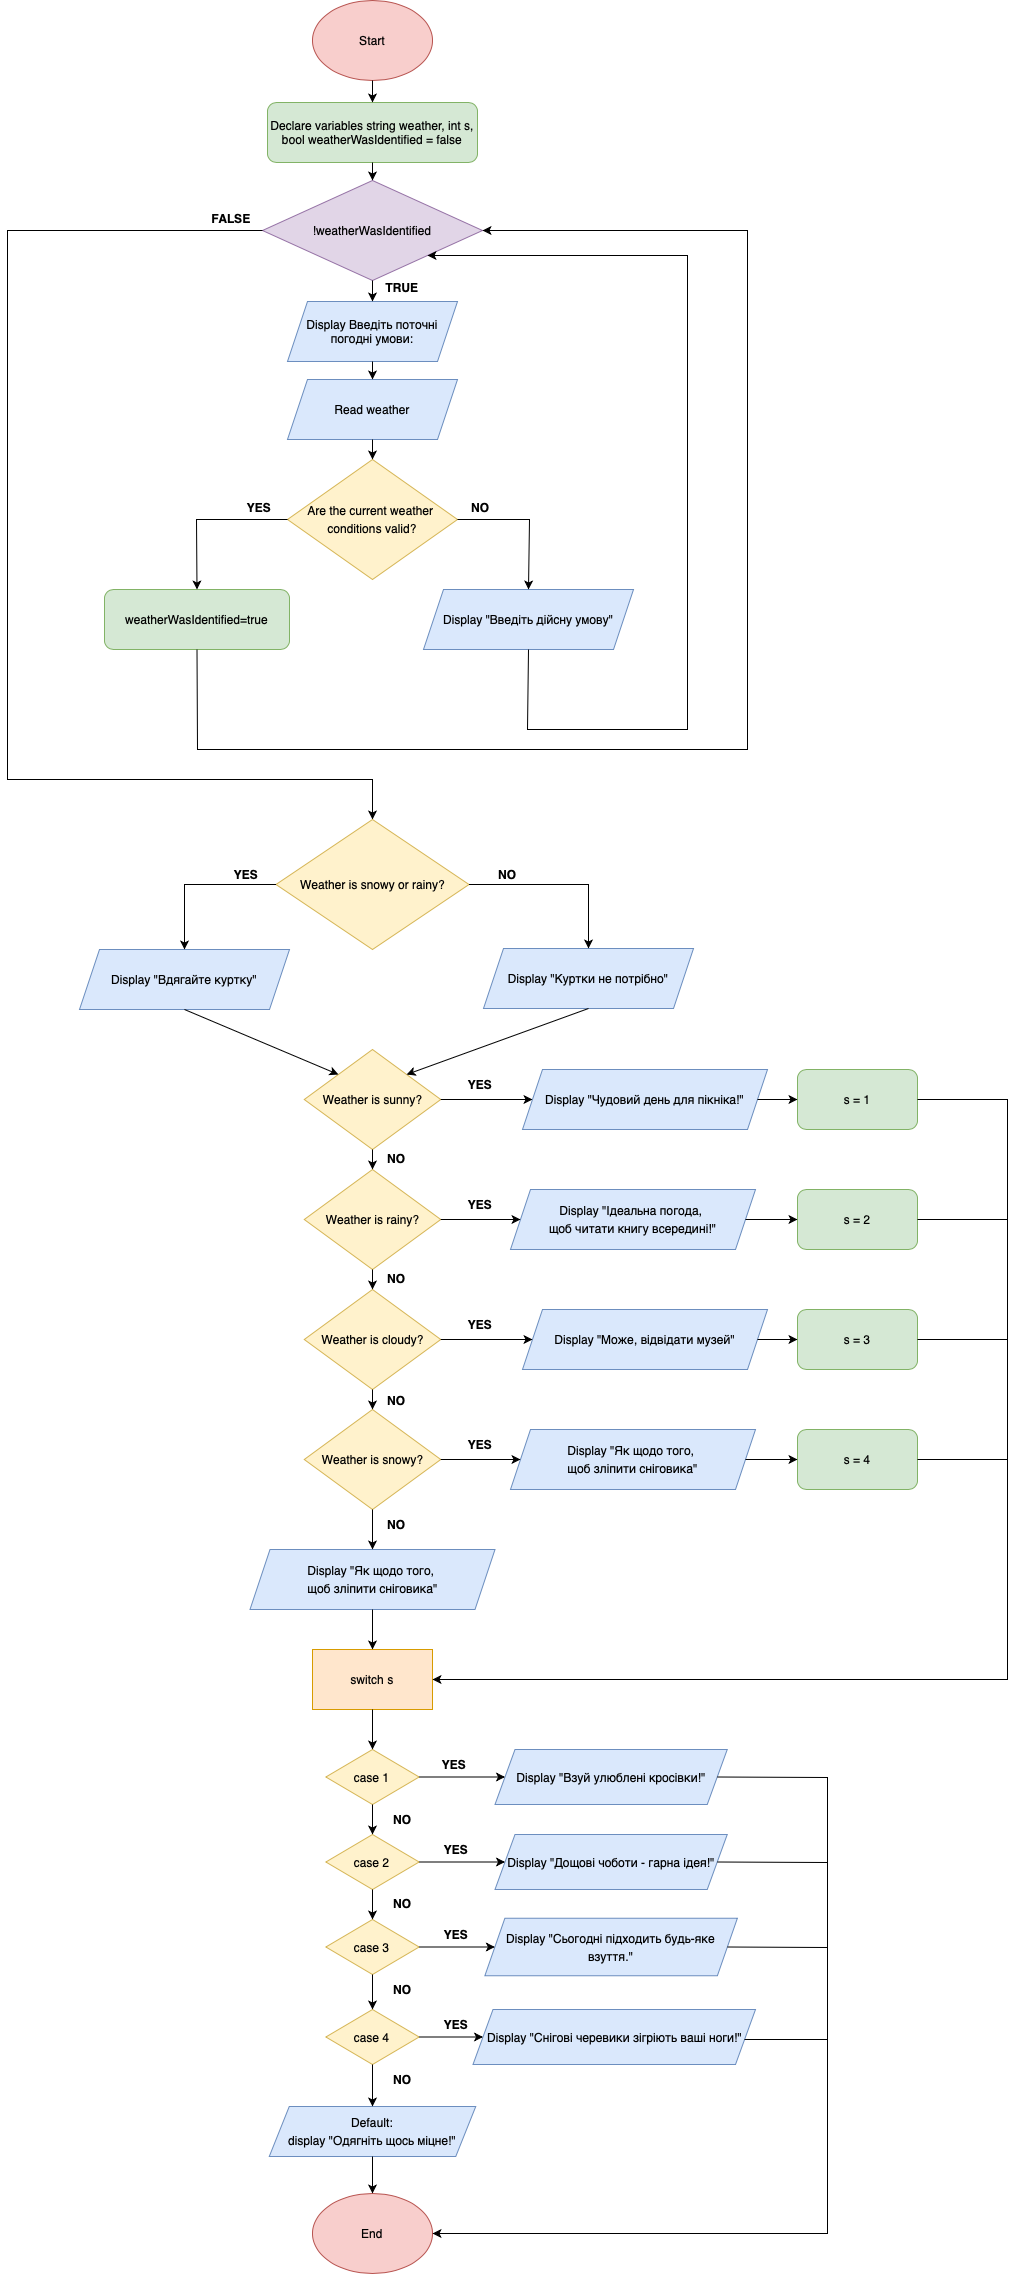 Start
Declare variables string weather, int s,
bool weatherWasIdentified = false
FALSE
!weatherWasIdentified
TRUE
Display Введіть поточні
погодні умови:
Read weather
YES
Are the current weather
conditions valid?
NO
weatherWasIdentified=true
Display "Введіть дійсну умову"
YES
Weather is snowy or rainy?
NO
Display "Вдягайте куртку"
Display "Куртки не потрібно"
Weather is sunny?
YES
Display "Чудовий день для пікніка!"
s = 1
NO
Weather is rainy?
YES
Display "Ідеальна погода,
щоб читати книгу всередині!"
s = 2
NO
Weather is cloudy?
YES
Display "Може, відвідати музей"
s = 3
NO
Weather is snowy?
YES
Display "Як щодо того,
щоб зліпити сніговика"
s = 4
NO
Display "Як щодо того,
щоб зліпити сніговика"
switch s
case 1
YES
Display "Взуй улюблені кросівки!"
NO
case 2
YES
Display "Дощові чоботи - гарна ідея!"
NO
case 3
YES
Display "Сьогодні підходить будь-яке
взуття."
NO
case 4
YES
Display "Снігові черевики зігріють ваші ноги!"
NO
Default:
display "Одягніть щось міцне!"
End